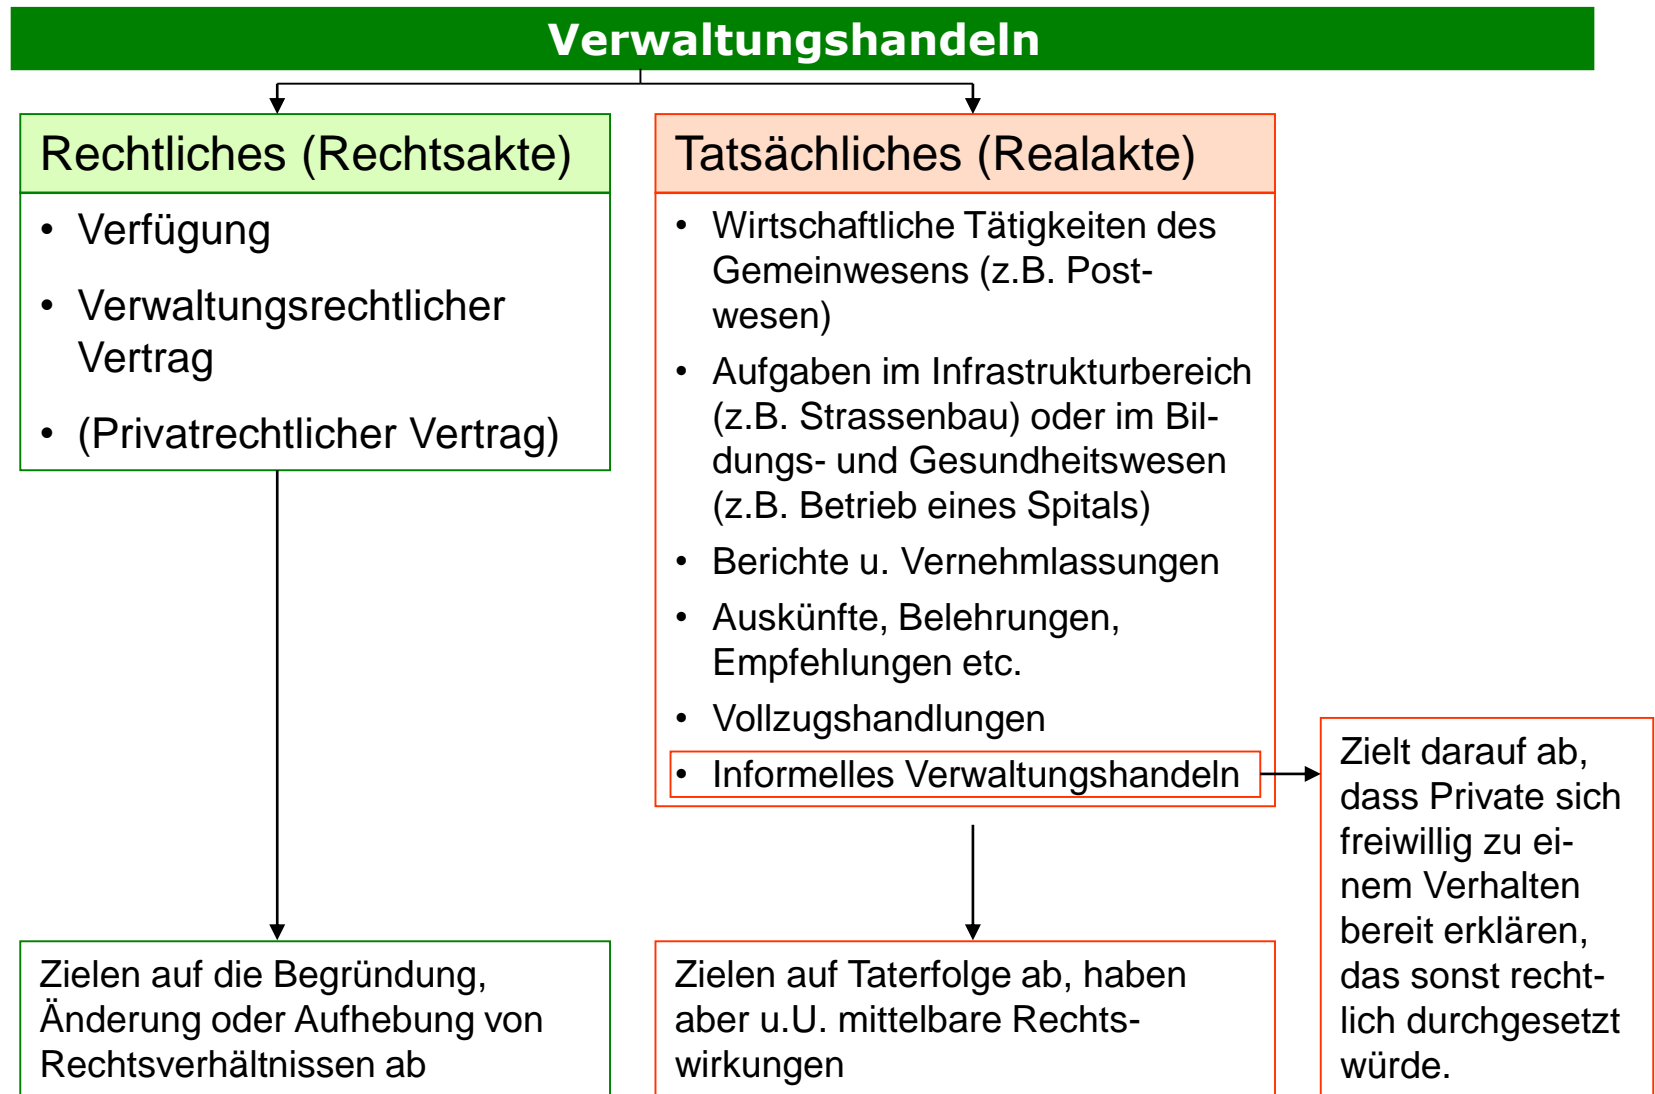 Verwaltungshandeln
Rechtliches (Rechtsakte)
• Verfügung
• Verwaltungsrechtlicher
Vertrag
• (Privatrechtlicher Vertrag)
Zielen auf die Begründung,
Änderung oder Aufhebung von
Rechtsverhältnissen ab
Tatsächliches (Realakte)
• Wirtschaftliche Tätigkeiten des
Gemeinwesens (z.B. Post-
wesen)
• Aufgaben im Infrastrukturbereich
(z.B. Strassenbau) oder im Bil-
dungs- und Gesundheitswesen
(z.B. Betrieb eines Spitals)
• Berichte u. Vernehmlassungen
• Auskünfte, Belehrungen,
Empfehlungen etc.
• Vollzugshandlungen
• Informelles Verwaltungshandeln
Zielen auf Taterfolge ab, haben
aber u.U. mittelbare Rechts-
wirkungen
Zielt darauf ab,
dass Private sich
freiwillig zu ei-
nem Verhalten
bereit erklären,
das sonst recht-
lich durchgesetzt
würde.